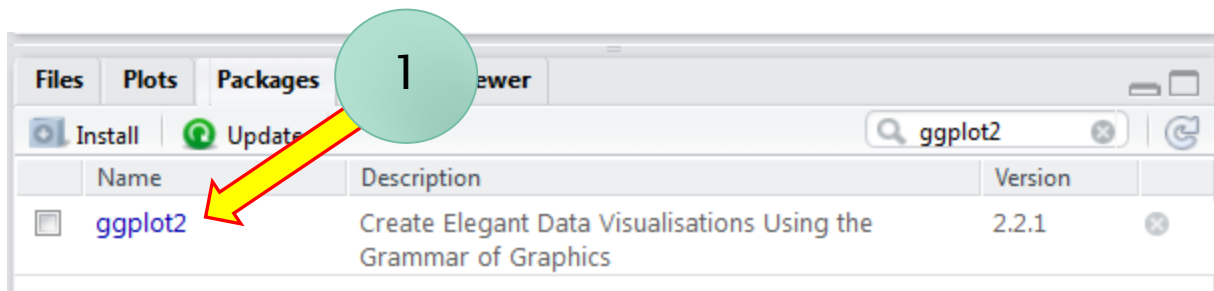 Files Plots Packages 1 ewer
Install Update ggplot2
Name Description Version
ggplot2 Create Elegant Data Visualisations Using the 2.2.1
Grammar of Graphics